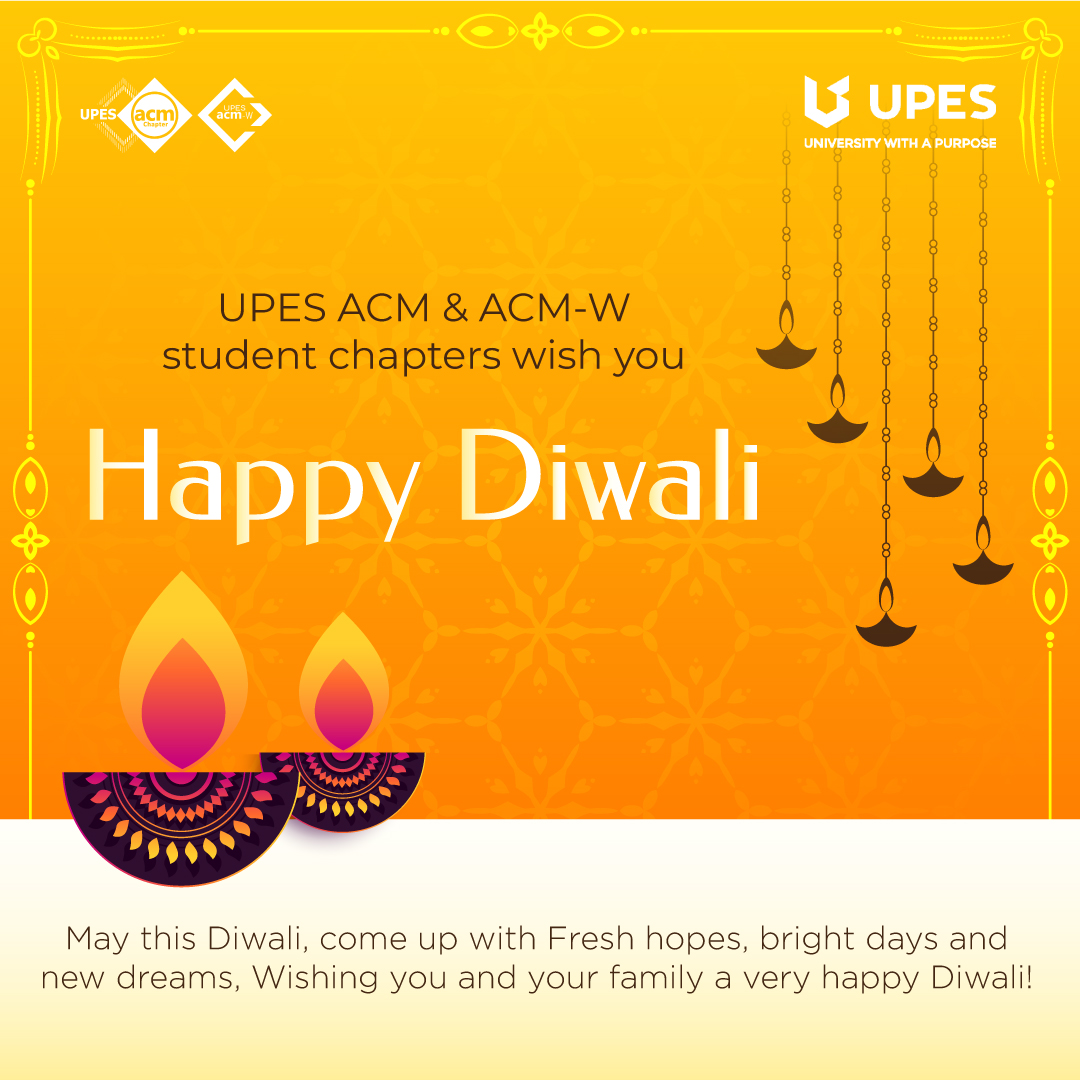 UPES
acm
Chapter
UPES
acm-W
UPES
UNIVERSITY WITH A PURPOSE
UPES ACM & ACM-W
student chapters wish you
Happy Diwali
May this Diwali, come up with Fresh hopes, bright days and
new dreams, Wishing you and your family a very happy Diwali!